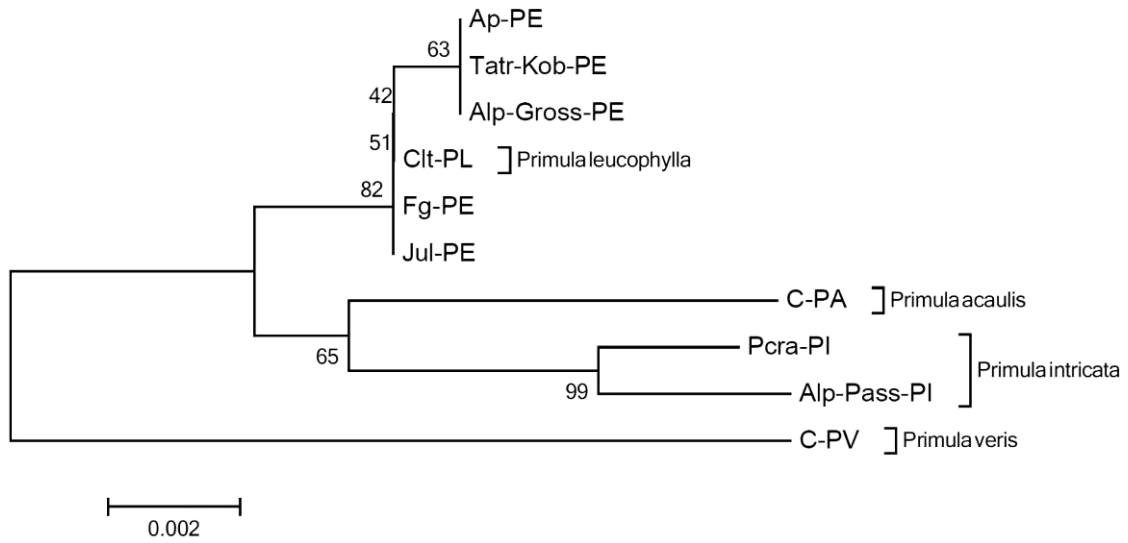 Ap-PE
63
Tatr-Kob-PE
42
Alp-Gross-PE
51
Clt-PL Primula leucophylla
82
Fg-PE
Jul-PE
C-PA Primula acaulis
Pcra-PI
65
Primula intricata
99
Alp-Pass-PI
C-PV Primula veris
0.002